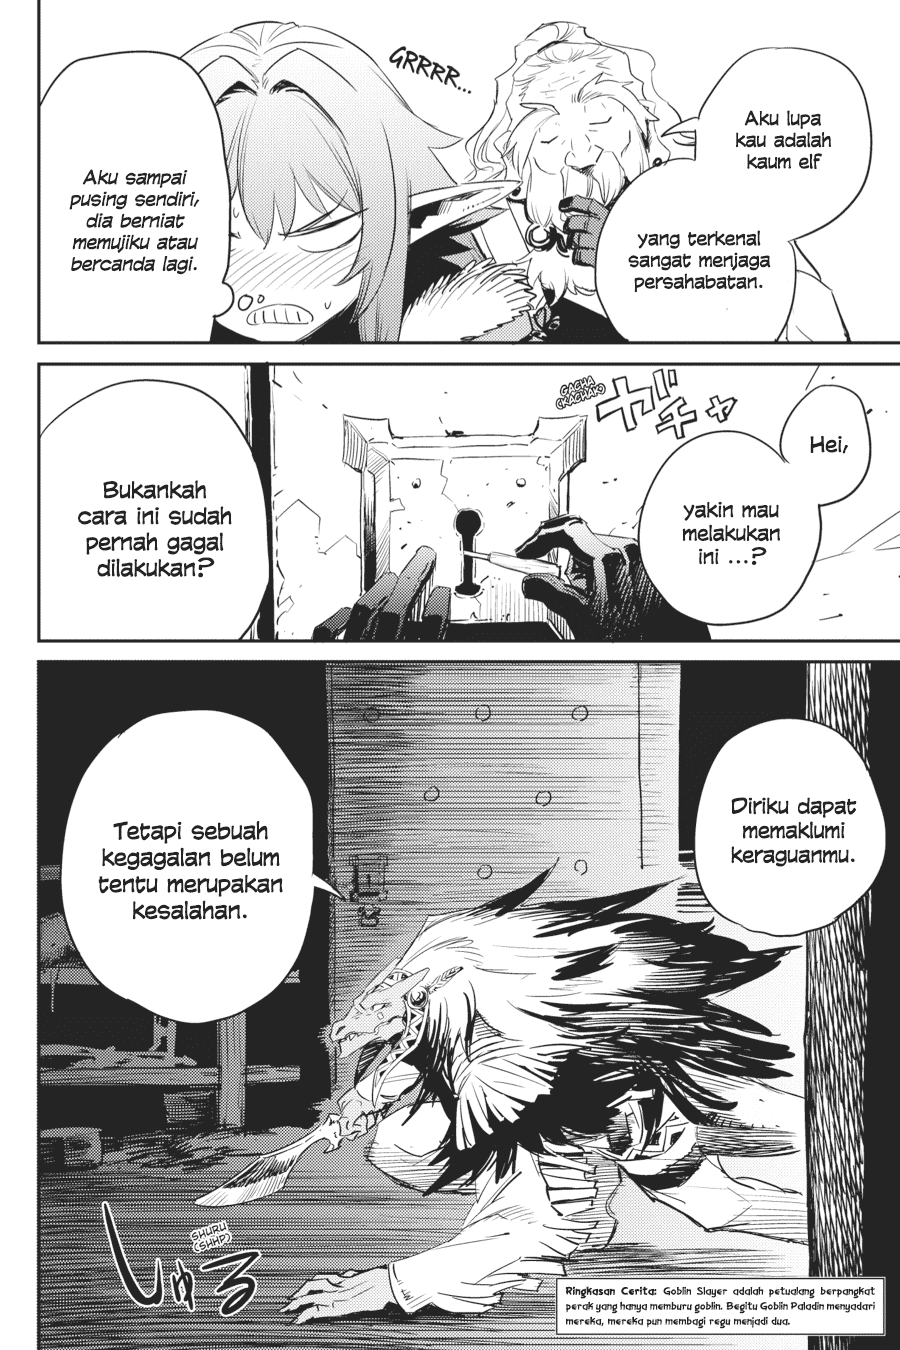 Aku lupa
kau adalah
kaum elf
yang terkenal
sangat menjaga
persahabatan.
GRRRR...
Aku sampai
pusing sendiri,
dia berniat
memujiku atau
bercanda lagi.
Hei,
yakin mau
melakukan
ini ...?
ガチャ
GACHA
(KACHAK)
Bukankah
cara ini sudah
pernah gagal
dilakukan?
Diriku dapat
memaklumi
keraguanmu.
Tetapi sebuah
kegagalan belum
tentu merupakan
kesalahan.
しゅる
SHURU
(SHHP)
Ringkasan Cerita: Goblin Slayer adalah petualang berpangkat
perak yang hanya memburu goblin. Begitu Goblin Paladin menyadari
mereka, mereka pun membagi regu menjadi dua.